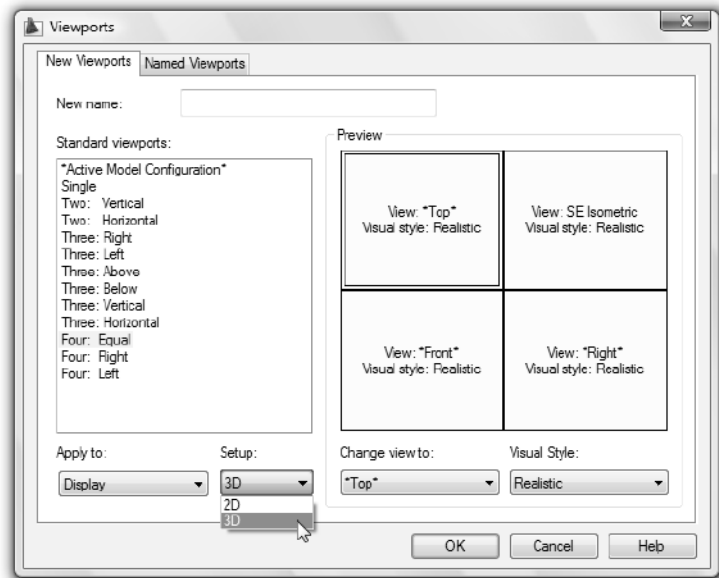 Viewports
New Viewports
Named Viewports
New name:
Standard viewports:
*Active Model Configuration*
Single
Two: Vertical
Two: Horizontal
Three: Right
Three: Left
Three: Above
Three: Below
Three: Vertical
Three: Horizontal
Four: Equal
Four: Right
Four: Left
Preview
View: *Top*
Visual style: Realistic
View: SE Isometric
Visual style: Realistic
View: *Front*
Visual style: Realistic
View: *Right*
Visual style: Realistic
Apply to:
Display
Setup:
3D
2D
3D
Change view to:
*Top*
Visual Style:
Realistic
OK
Cancel
Help